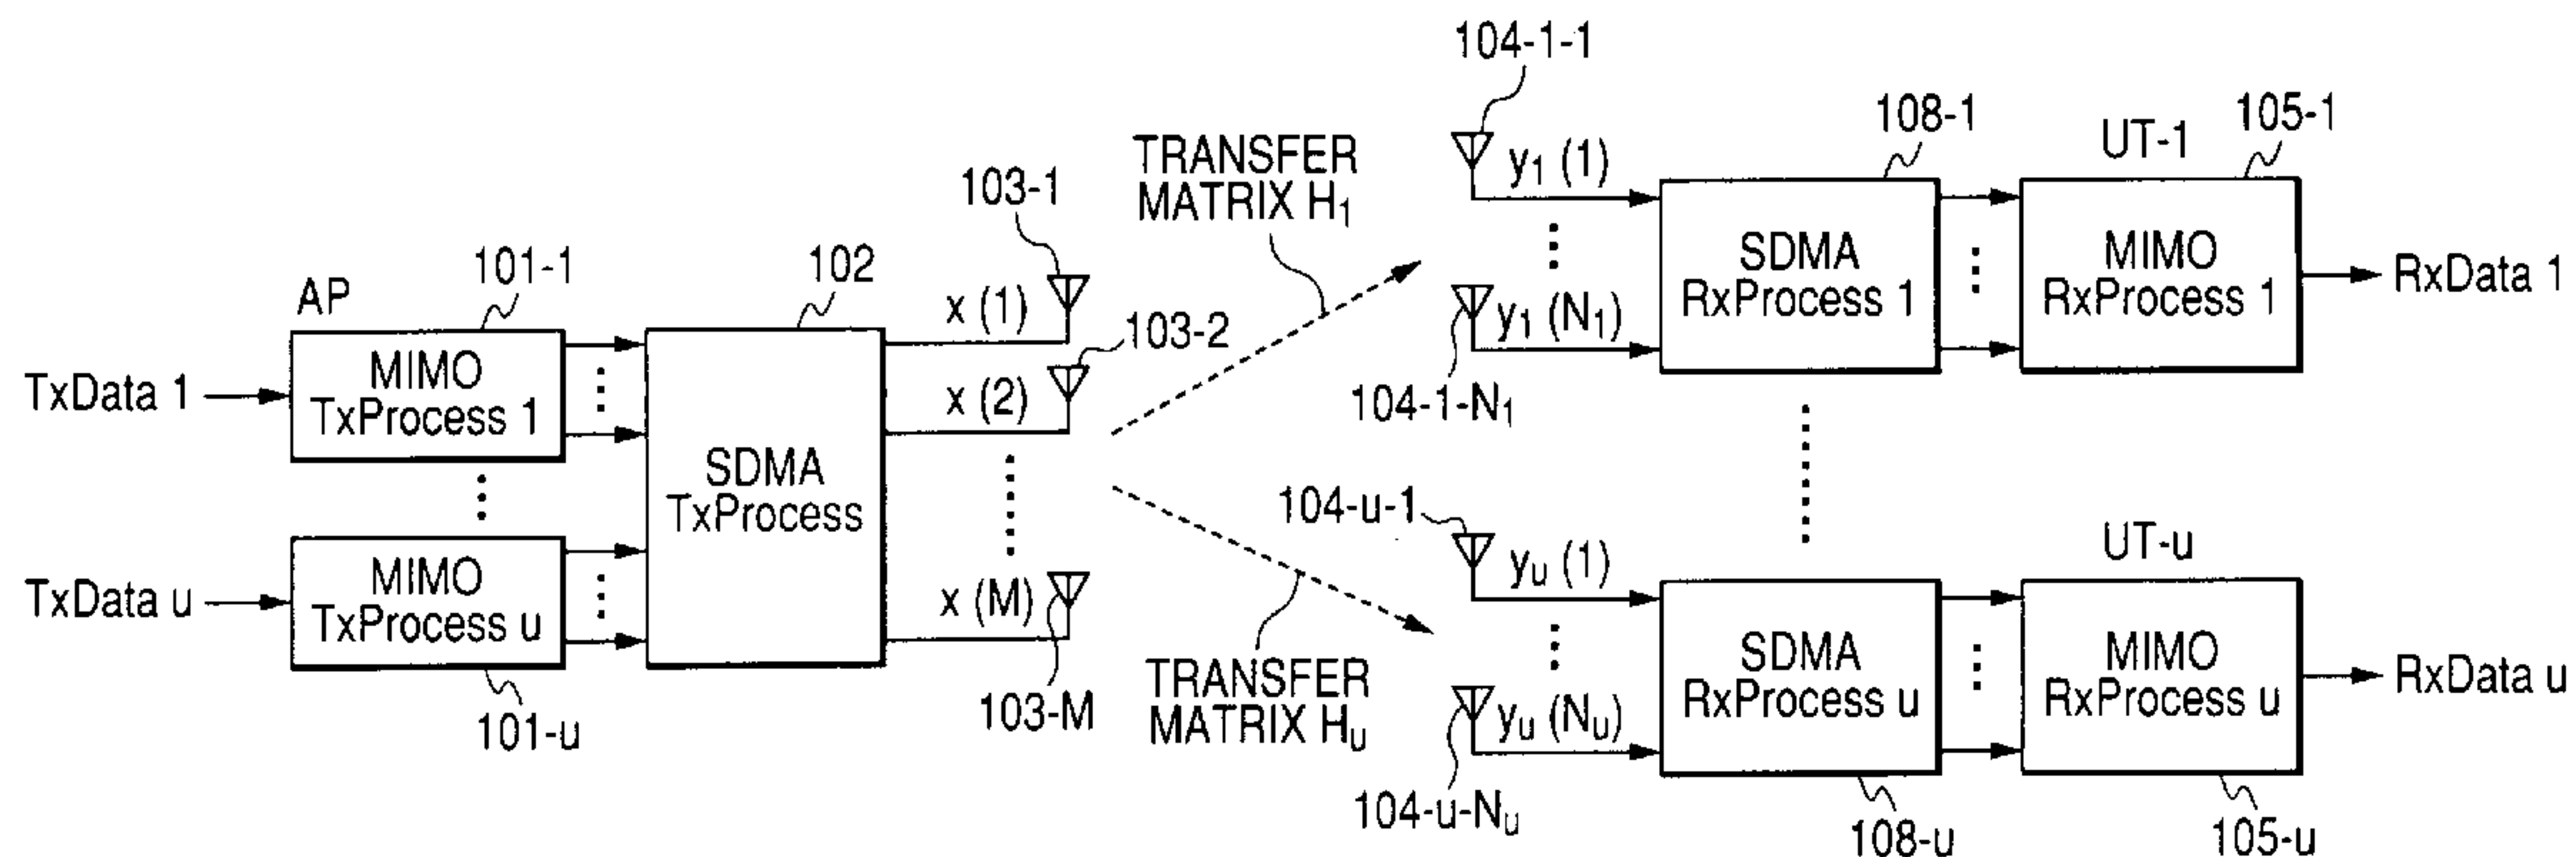 AP
101-1
TxData 1
MIMO
TxProcess 1
TxData u
MIMO
TxProcess u
101-u
102
SDMA
TxProcess
x (1)
103-1
x (2)
103-2
x (M)
103-M
TRANSFER
MATRIX H₁
TRANSFER
MATRIX Hᵤ
104-1-1
y₁ (1)
y₁ (N₁)
104-1-N₁
108-1
SDMA
RxProcess 1
UT-1
105-1
MIMO
RxProcess 1
RxData 1
104-u-1
yᵤ (1)
yᵤ (Nᵤ)
104-u-Nᵤ
SDMA
RxProcess u
108-u
UT-u
MIMO
RxProcess u
105-u
RxData u